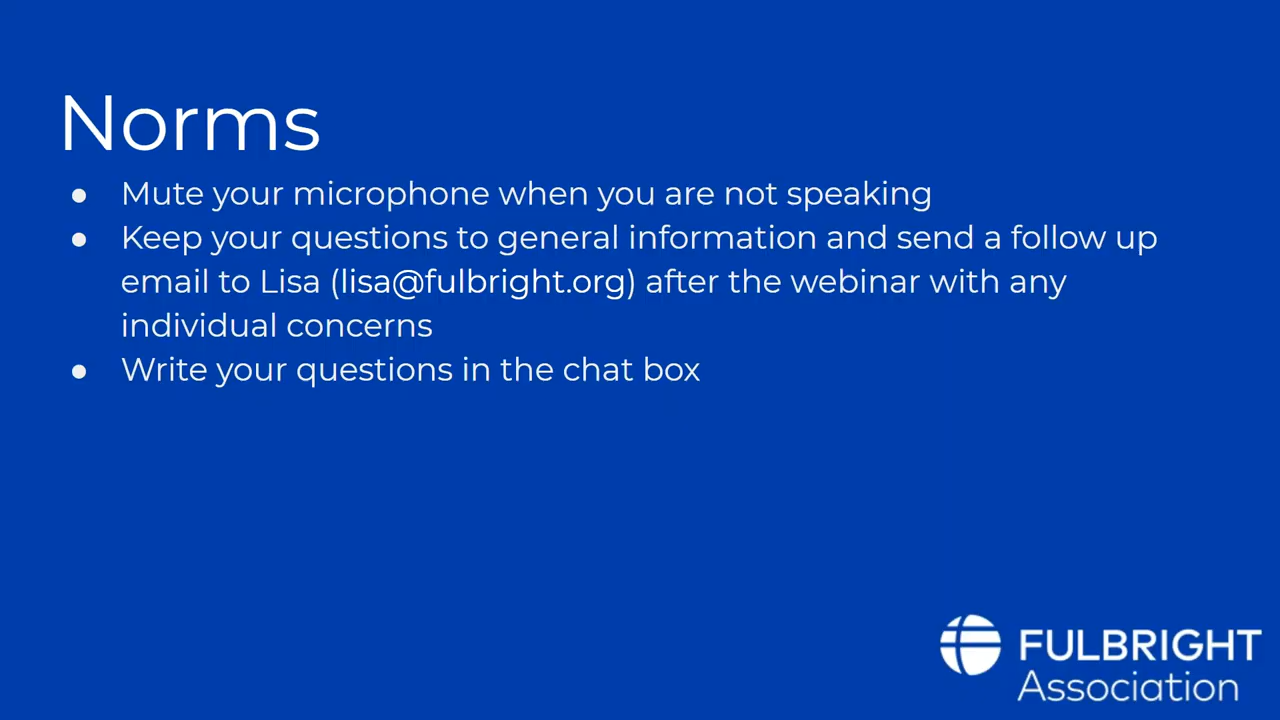 Norms
● Mute your microphone when you are not speaking
● Keep your questions to general information and send a follow up
email to Lisa (lisa@fulbright.org) after the webinar with any
individual concerns
● Write your questions in the chat box
FULBRIGHT
Association